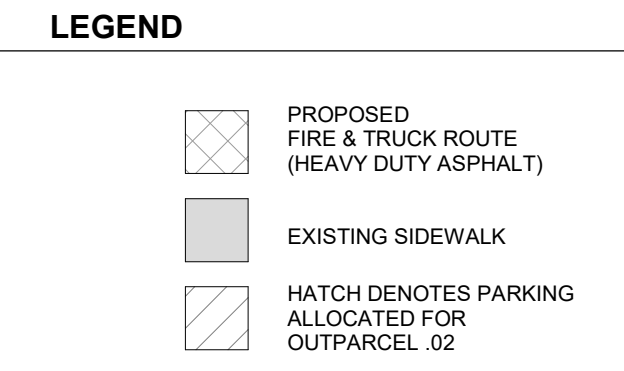 LEGEND
PROPOSED
FIRE & TRUCK ROUTE
(HEAVY DUTY ASPHALT)
EXISTING SIDEWALK
HATCH DENOTES PARKING
ALLOCATED FOR
OUTPARCEL .02